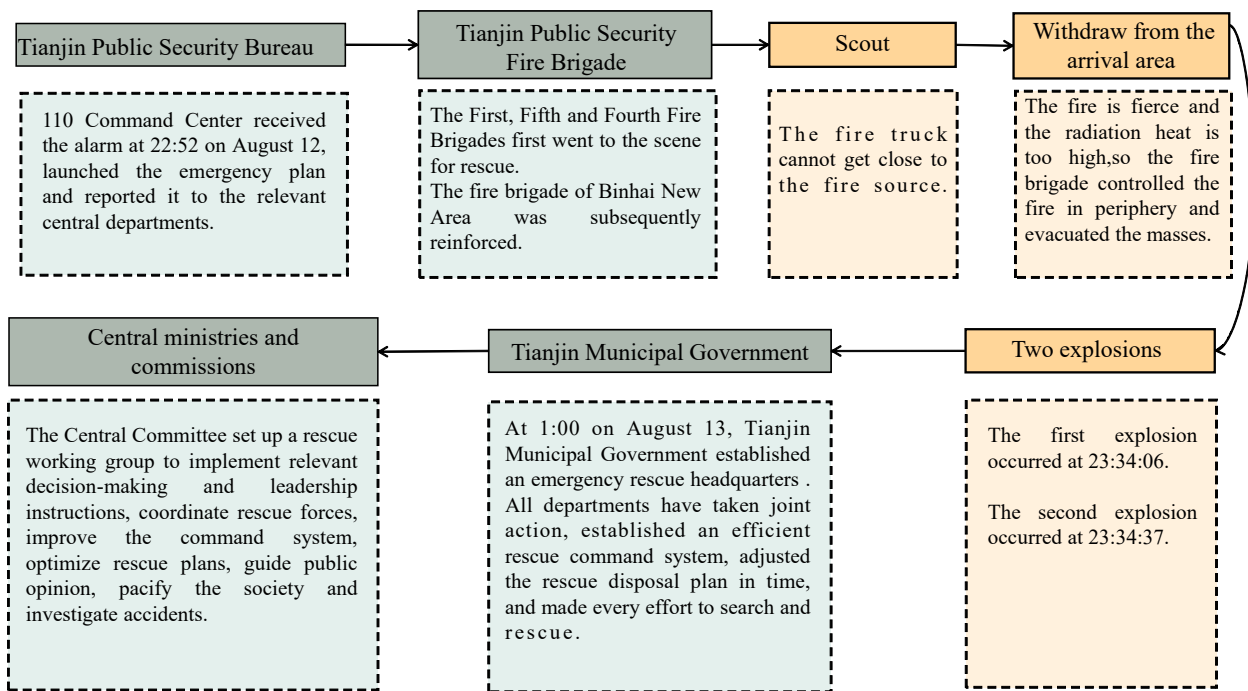 Tianjin Public Security Bureau
Tianjin Public Security
Fire Brigade
Scout
Withdraw from the
arrival area
110 Command Center received
the alarm at 22:52 on August 12,
launched the emergency plan
and reported it to the relevant
central departments.
The First, Fifth and Fourth Fire
Brigades first went to the scene
for rescue.
The fire brigade of Binhai New
Area was subsequently
reinforced.
The fire truck
cannot get close to
the fire source.
The fire is fierce and
the radiation heat is
too high,so the fire
brigade controlled the
fire in periphery and
evacuated the masses.
Central ministries and
commissions
Tianjin Municipal Government
Two explosions
The Central Committee set up a rescue
working group to implement relevant
decision-making and leadership
instructions, coordinate rescue forces,
improve the command system,
optimize rescue plans, guide public
opinion, pacify the society and
investigate accidents.
At 1:00 on August 13, Tianjin
Municipal Government established
an emergency rescue headquarters .
All departments have taken joint
action, established an efficient
rescue command system, adjusted
the rescue disposal plan in time,
and made every effort to search and
rescue.
The first explosion
occurred at 23:34:06.
The second explosion
occurred at 23:34:37.